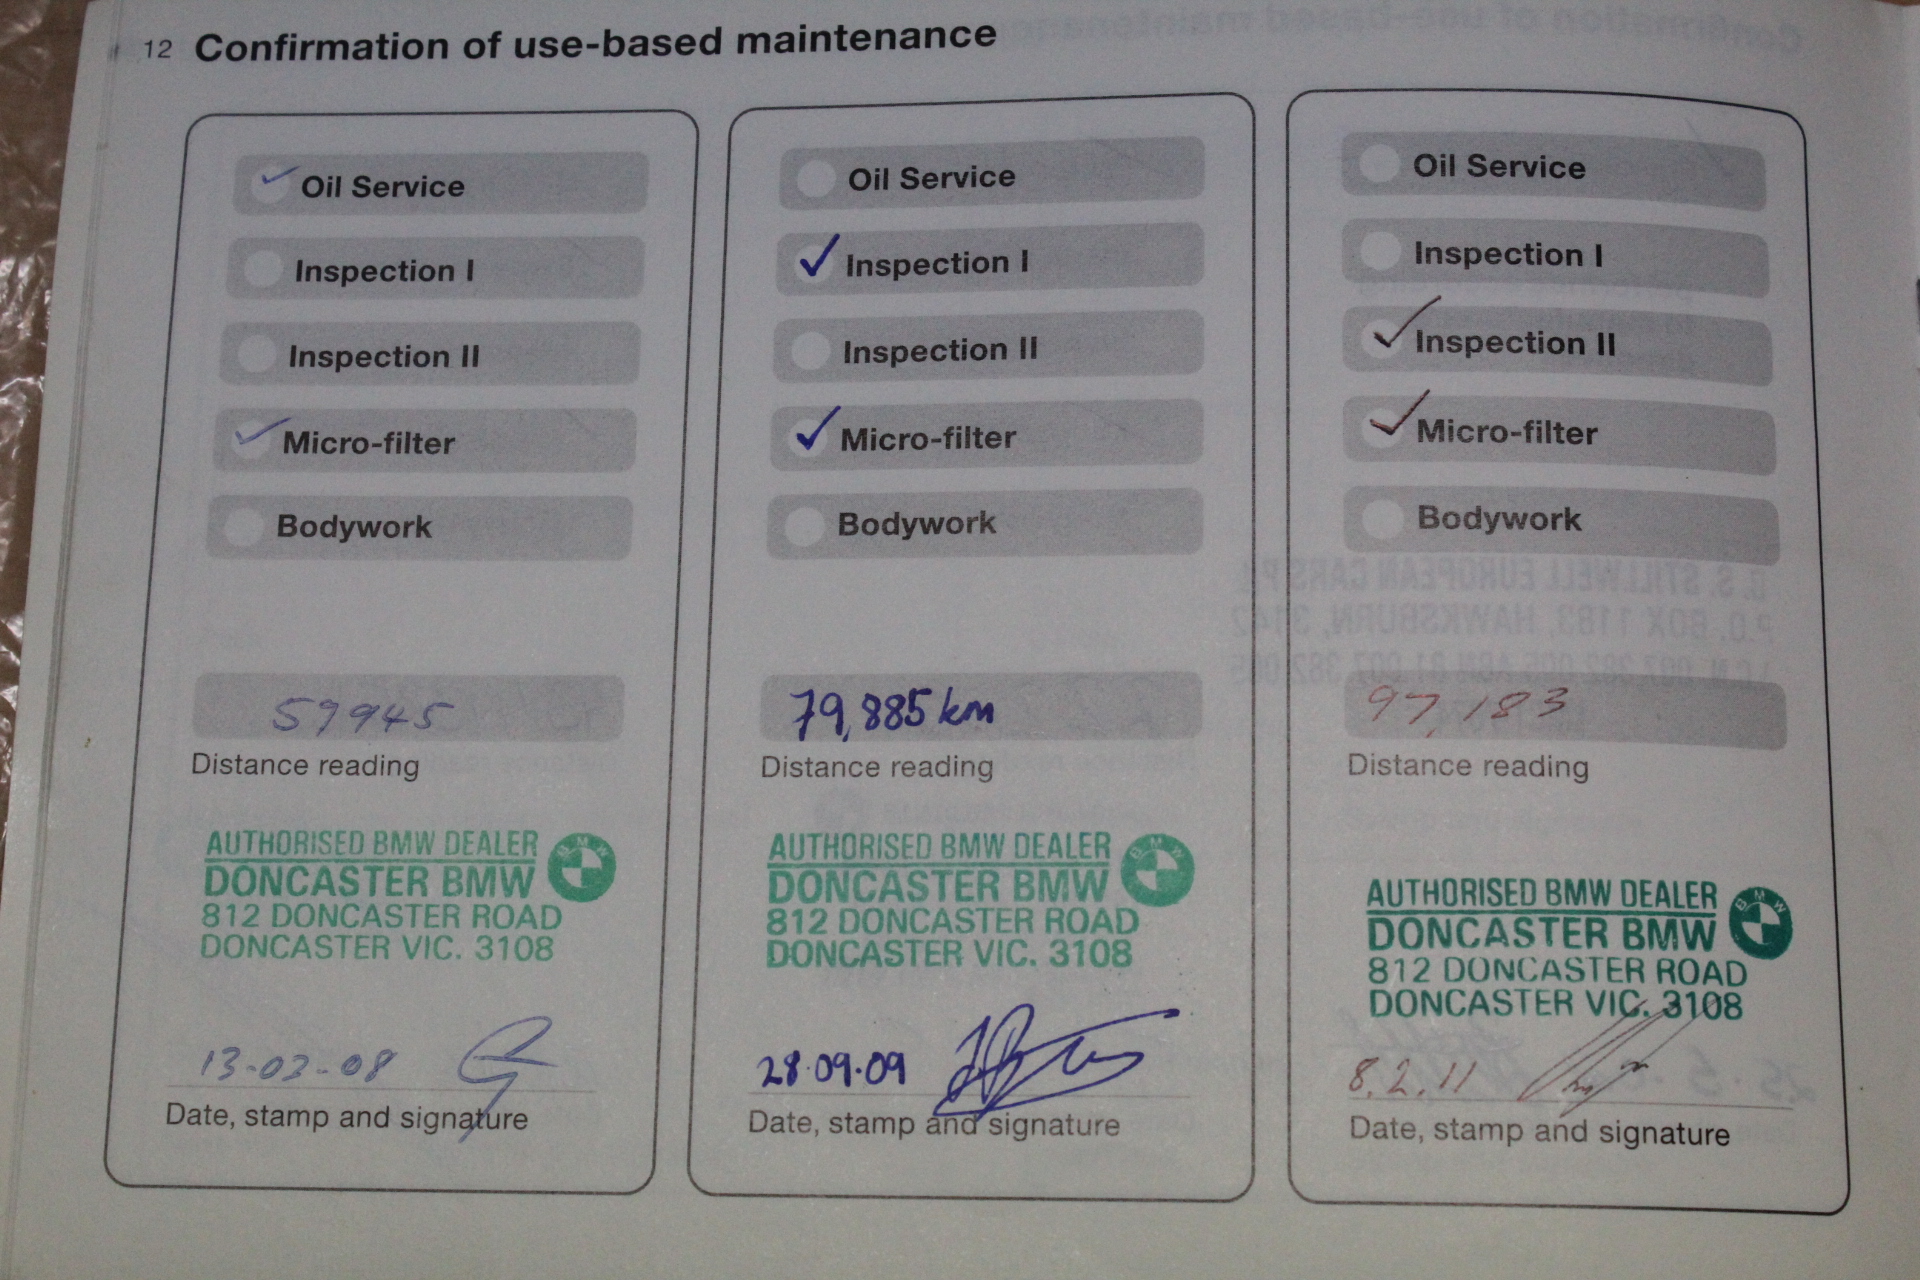 12 Confirmation of use-based maintenance
Oil Service
Inspection I
Inspection II
Micro-filter
Bodywork
59945
Distance reading
AUTHORISED BMW DEALER
BMW
DONCASTER BMW
812 DONCASTER ROAD
DONCASTER VIC. 3108
13-03-08
Date, stamp and signature
Oil Service
Inspection I
Inspection II
Micro-filter
Bodywork
79,885 km
Distance reading
AUTHORISED BMW DEALER
BMW
DONCASTER BMW
812 DONCASTER ROAD
DONCASTER VIC. 3108
28.09.09
Date, stamp and signature
Oil Service
Inspection I
Inspection II
Micro-filter
Bodywork
97,183
Distance reading
AUTHORISED BMW DEALER
BMW
DONCASTER BMW
812 DONCASTER ROAD
DONCASTER VIC. 3108
8.2.11
Date, stamp and signature